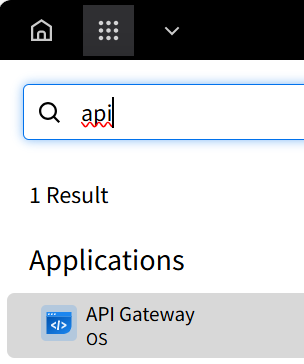 api
1 Result
Applications
API Gateway
OS